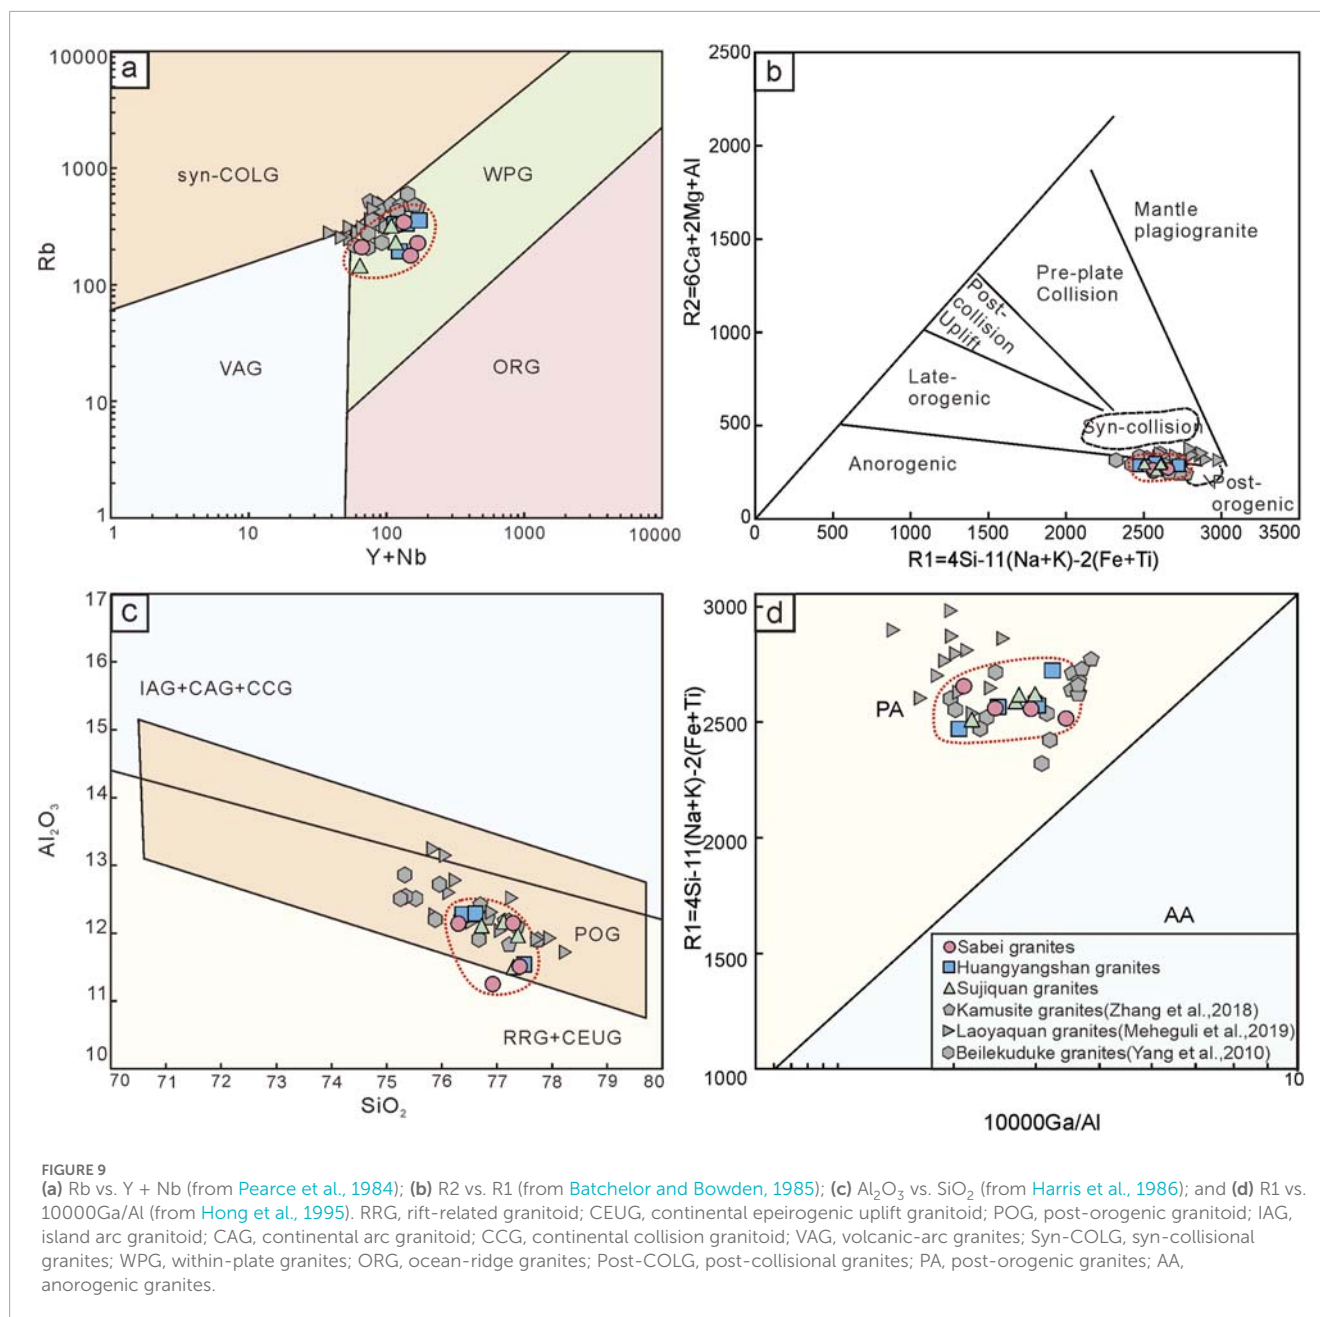 a
10000
1000
100
10
1
Rb
syn-COLG
WPG
VAG
ORG
1
10
100
1000
10000
Y+Nb
b
2500
2000
1500
1000
500
0
R2=6Ca+2Mg+Al
Mantle
plagiogranite
Pre-plate
Collision
Post-
collision
Uplift
Late-
orogenic
Syn-collision
Anorogenic
Post-
orogenic
0
500
1000
1500
2000
2500
3000
3500
R1=4Si-11(Na+K)-2(Fe+Ti)
c
17
16
15
14
13
12
11
10
Al₂O₃
IAG+CAG+CCG
POG
RRG+CEUG
70
71
72
73
74
75
76
77
78
79
80
SiO₂
d
3000
2500
2000
1500
1000
R1=4Si-11(Na+K)-2(Fe+Ti)
PA
AA
Sabei granites
Huangyangshan granites
Sujiquan granites
Kamusite granites(Zhang et al.,2018)
Laoyaquan granites(Meheguli et al.,2019)
Beilekuduke granites(Yang et al.,2010)
10
10000Ga/Al
FIGURE 9
(a) Rb vs. Y + Nb (from Pearce et al., 1984); (b) R2 vs. R1 (from Batchelor and Bowden, 1985); (c) Al₂O₃ vs. SiO₂ (from Harris et al., 1986); and (d) R1 vs.
10000Ga/Al (from Hong et al., 1995). RRG, rift-related granitoid; CEUG, continental epeirogenic uplift granitoid; POG, post-orogenic granitoid; IAG,
island arc granitoid; CAG, continental arc granitoid; CCG, continental collision granitoid; VAG, volcanic-arc granites; Syn-COLG, syn-collisional
granites; WPG, within-plate granites; ORG, ocean-ridge granites; Post-COLG, post-collisional granites; PA, post-orogenic granites; AA,
anorogenic granites.